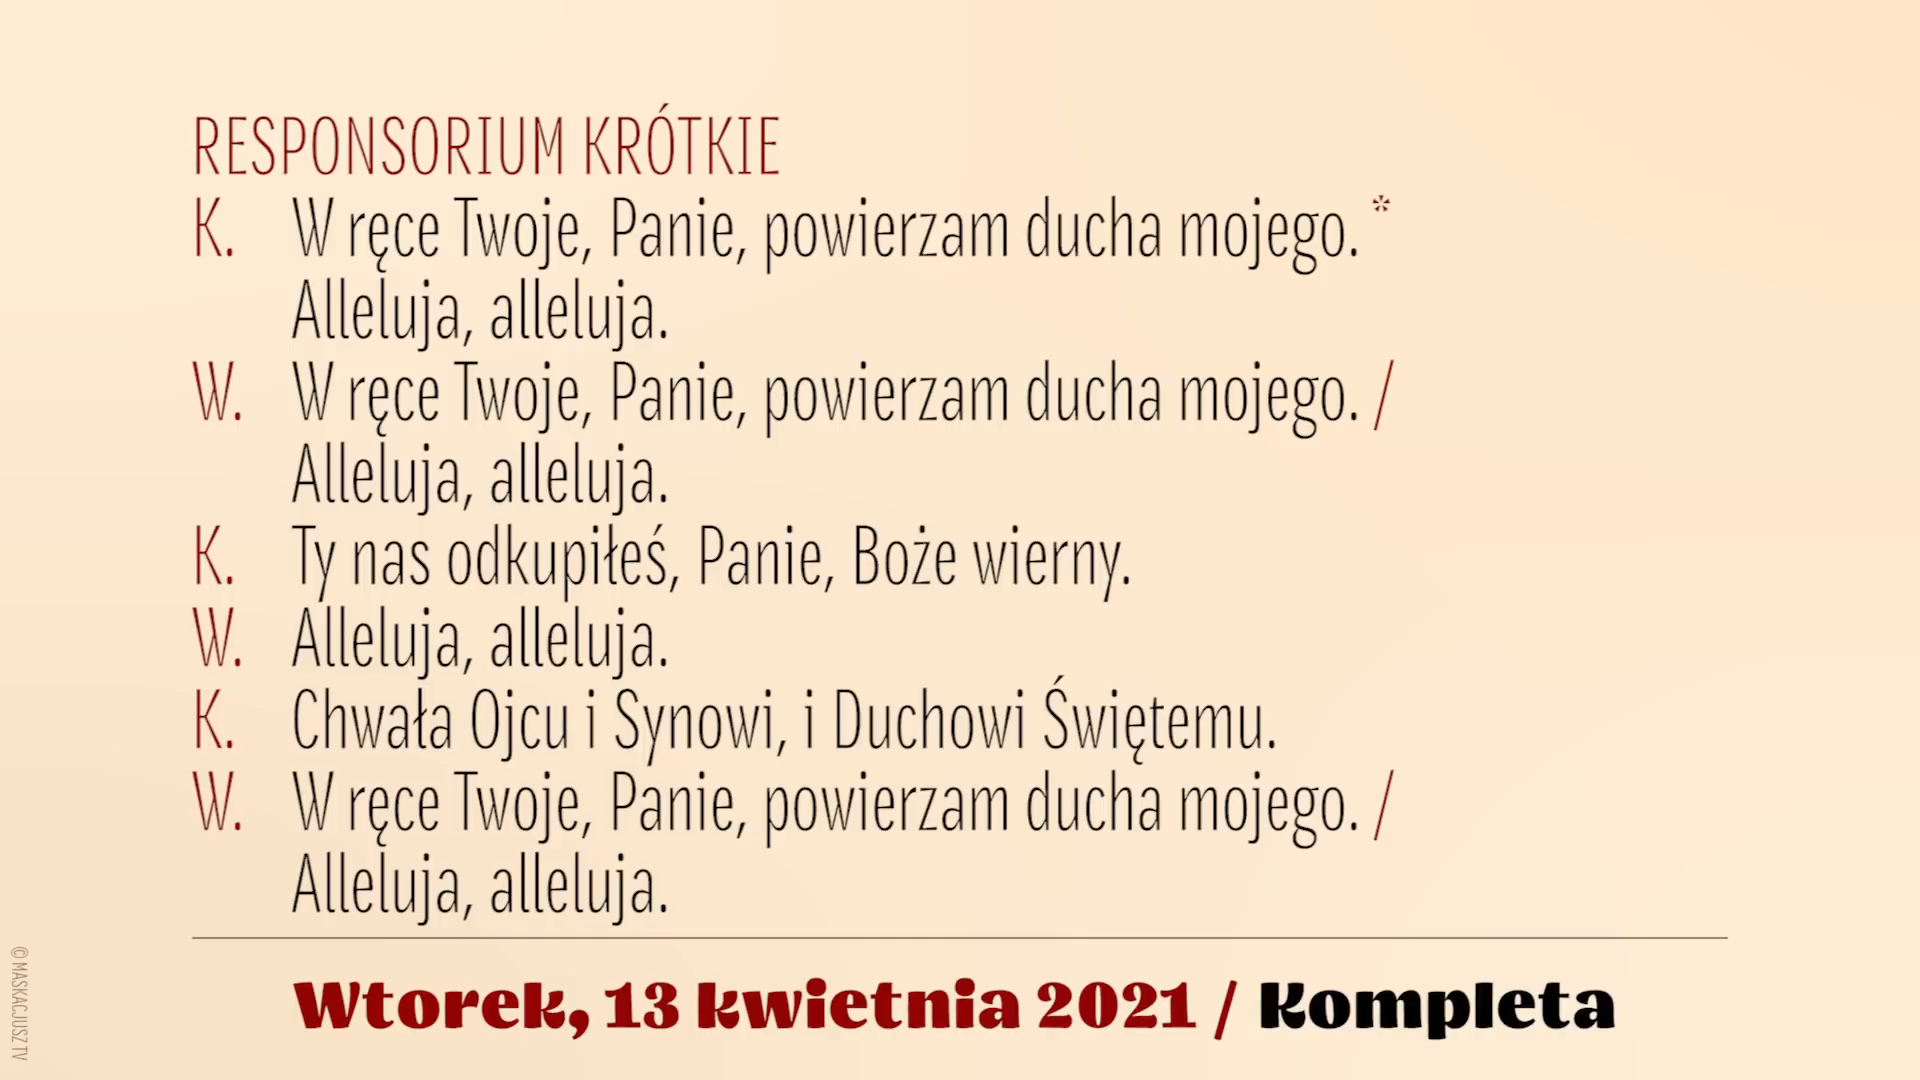 RESPONSORIUM KRÓTKIE
K. W ręce Twoje, Panie, powierzam ducha mojego. *
Alleluja, alleluja.
W. W ręce Twoje, Panie, powierzam ducha mojego. /
Alleluja, alleluja.
K. Ty nas odkupiłeś, Panie, Boże wierny.
W. Alleluja, alleluja.
K. Chwała Ojcu i Synowi, i Duchowi Świętemu.
W. W ręce Twoje, Panie, powierzam ducha mojego. /
Alleluja, alleluja.
Wtorek, 13 kwietnia 2021 / Kompleta
© MASKACJUSZ TV